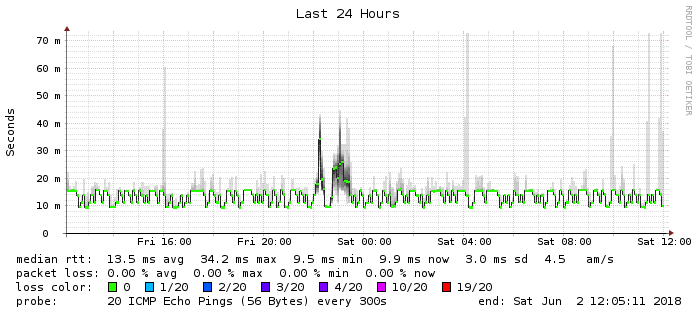 Last 24 Hours
RRDTOOL / TOBI OETIKER
Seconds
70 m
60 m
50 m
40 m
30 m
20 m
10 m
0
Fri 16:00 Fri 20:00 Sat 00:00 Sat 04:00 Sat 08:00 Sat 12:00
median rtt: 13.5 ms avg 34.2 ms max 9.5 ms min 9.9 ms now 3.0 ms sd 4.5 am/s
packet loss: 0.00 % avg 0.00 % max 0.00 % min 0.00 % now
loss color: 0 1/20 2/20 3/20 4/20 10/20 19/20
probe: 20 ICMP Echo Pings (56 Bytes) every 300s end: Sat Jun 2 12:05:11 2018